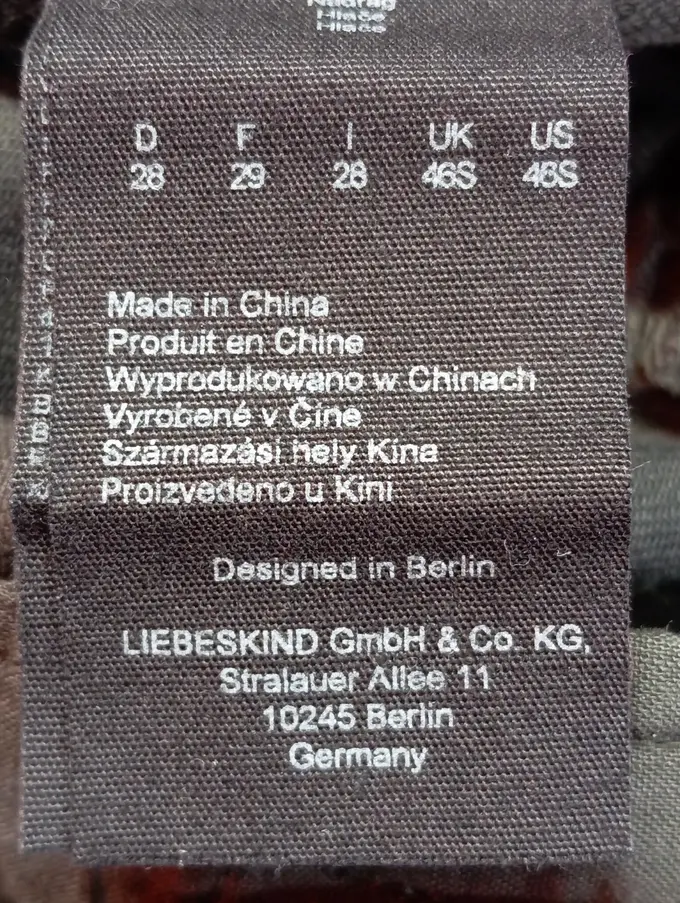 Hlače
D F I UK US
28 29 28 46S 46S
Made in China
Produit en Chine
Wyprodukowano w Chinach
Vyrobené v Číne
Származási hely Kína
Proizvedeno u Kini
Designed in Berlin
LIEBESKIND GmbH & Co. KG,
Stralauer Allee 11
10245 Berlin
Germany